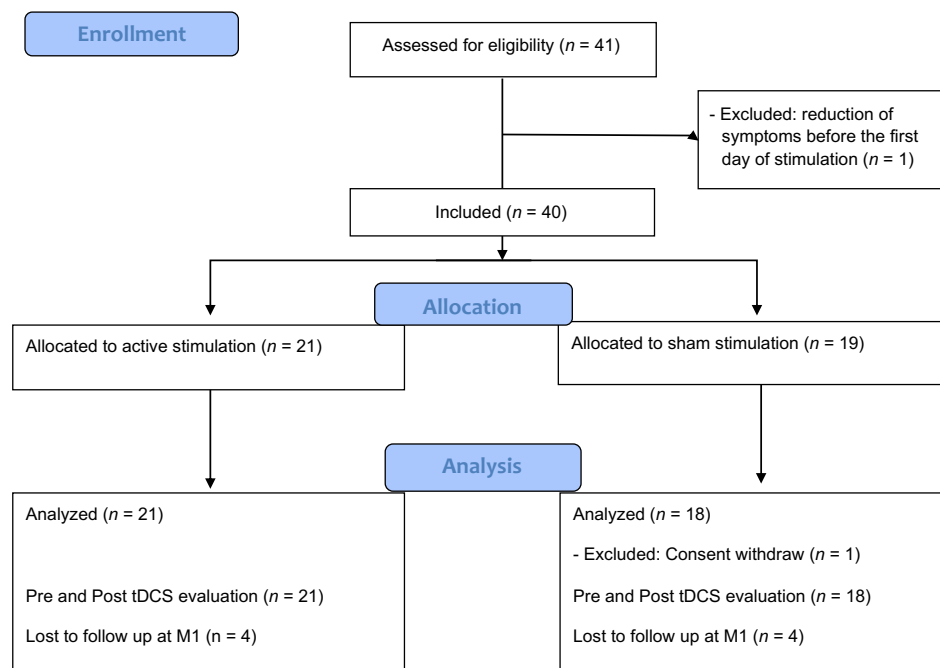 Enrollment
Assessed for eligibility (n = 41)
- Excluded: reduction of
symptoms before the first
day of stimulation (n = 1)
Included (n = 40)
Allocation
Allocated to active stimulation (n = 21)
Allocated to sham stimulation (n = 19)
Analysis
Analyzed (n = 21)
Pre and Post tDCS evaluation (n = 21)
Lost to follow up at M1 (n = 4)
Analyzed (n = 18)
- Excluded: Consent withdraw (n = 1)
Pre and Post tDCS evaluation (n = 18)
Lost to follow up at M1 (n = 4)